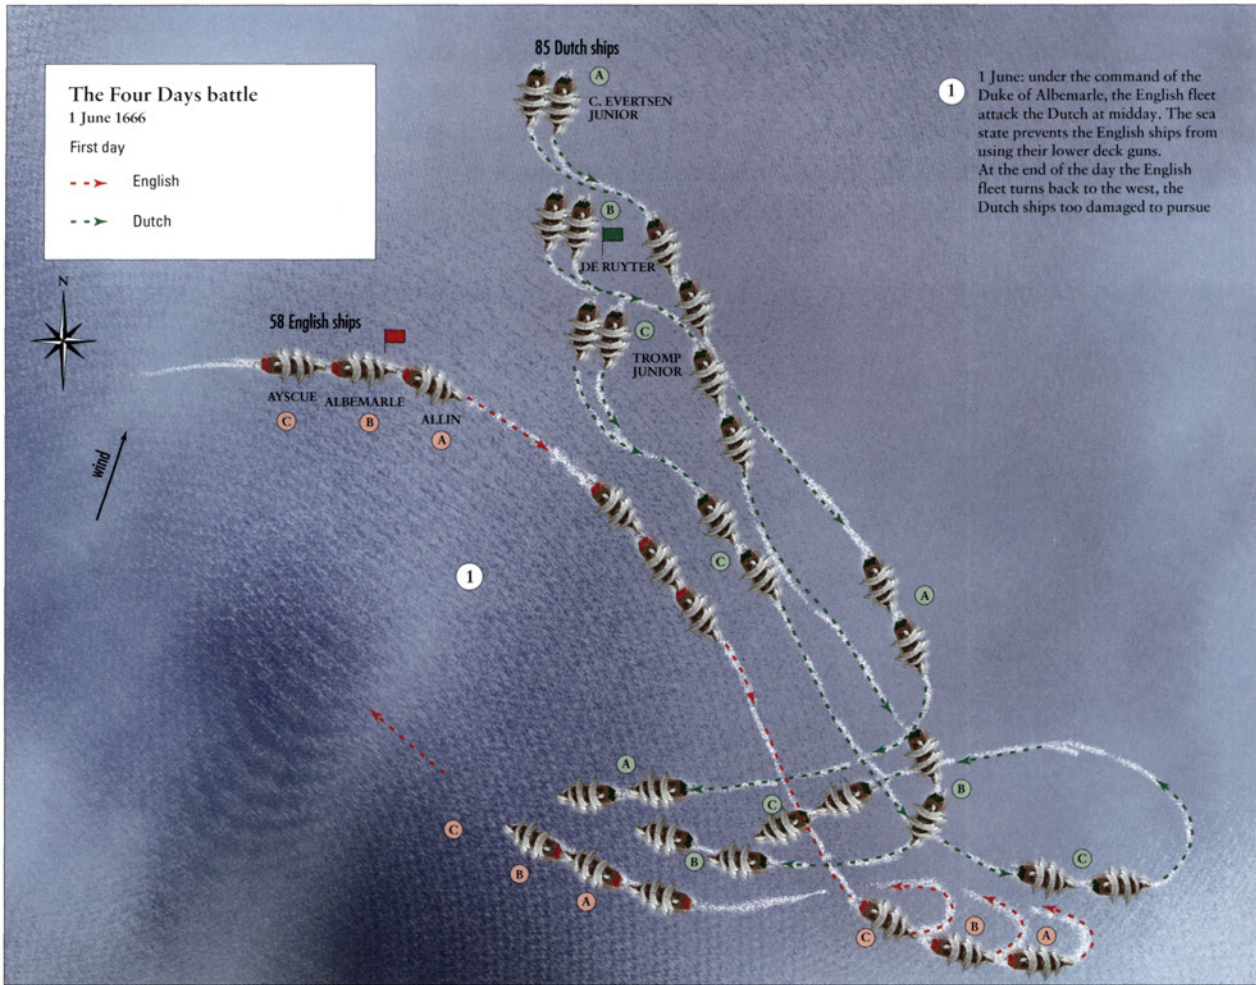 The Four Days battle
1 June 1666
First day
English
Dutch
N
wind
85 Dutch ships
A
C. EVERTSEN
JUNIOR
B
DE RUYTER
C
TROMP
JUNIOR
1
1 June: under the command of the
Duke of Albemarle, the English fleet
attack the Dutch at midday. The sea
state prevents the English ships from
using their lower deck guns.
At the end of the day the English
fleet turns back to the west, the
Dutch ships too damaged to pursue
58 English ships
AYSCUE
C
ALBEMARLE
B
ALLIN
A
1
C
A
A
C
B
C
B
C
B
A
C
B
A